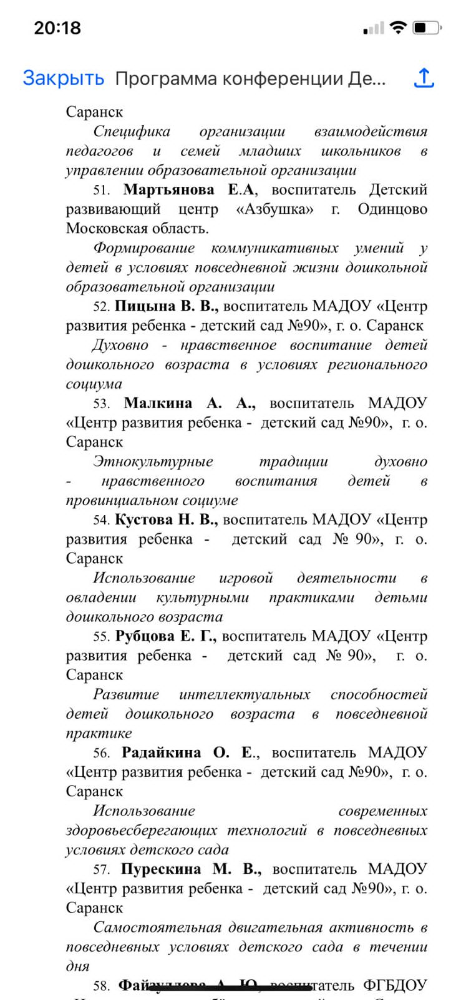 20:18
Закрыть Программа конференции Де...
Саранск
Специфика организации взаимодействия
педагогов и семей младших школьников в
управлении образовательной организации
51. Мартьянова Е.А, воспитатель Детский
развивающий центр «Азбушка» г. Одинцово
Московская область.
Формирование коммуникативных умений у
детей в условиях повседневной жизни дошкольной
образовательной организации
52. Пицына В. В., воспитатель МАДОУ «Центр
развития ребенка - детский сад №90», г. о. Саранск
Духовно - нравственное воспитание детей
дошкольного возраста в условиях регионального
социума
53. Малкина А. А., воспитатель МАДОУ
«Центр развития ребенка - детский сад №90», г. о.
Саранск
Этнокультурные традиции духовно
- нравственного воспитания детей в
провинциальном социуме
54. Кустова Н. В., воспитатель МАДОУ «Центр
развития ребенка - детский сад № 90», г. о.
Саранск
Использование игровой деятельности в
овладении культурными практиками детьми
дошкольного возраста
55. Рубцова Е. Г., воспитатель МАДОУ «Центр
развития ребенка - детский сад № 90», г. о.
Саранск
Развитие интеллектуальных способностей
детей дошкольного возраста в повседневной
практике
56. Радайкина О. Е., воспитатель МАДОУ
«Центр развития ребенка - детский сад №90», г. о.
Саранск
Использование современных
здоровьесберегающих технологий в повседневных
условиях детского сада
57. Пурескина М. В., воспитатель МАДОУ
«Центр развития ребенка - детский сад №90», г. о.
Саранск
Самостоятельная двигательная активность в
повседневных условиях детского сада в течении
дня
58. воспитатель ФГБДОУ